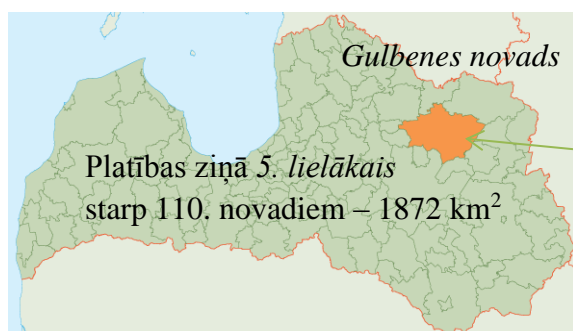 Gulbenes novads
Platības ziņā 5. lielākais
starp 110. novadiem – 1872 km²